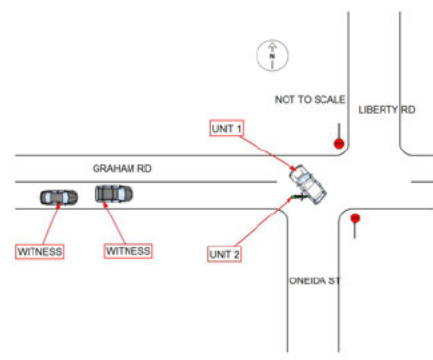 N
NOT TO SCALE
LIBERTY RD
UNIT 1
GRAHAM RD
WITNESS
WITNESS
UNIT 2
ONEIDA ST